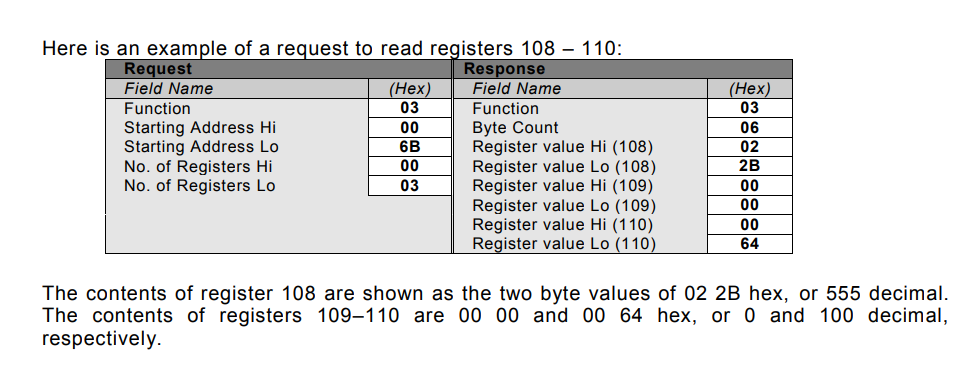 Here is an example of a request to read registers 108 – 110:
Request Response
Field Name (Hex) Field Name (Hex)
Function 03 Function 03
Starting Address Hi 00 Byte Count 06
Starting Address Lo 6B Register value Hi (108) 02
No. of Registers Hi 00 Register value Lo (108) 2B
No. of Registers Lo 03 Register value Hi (109) 00
Register value Lo (109) 00
Register value Hi (110) 00
Register value Lo (110) 64
The contents of register 108 are shown as the two byte values of 02 2B hex, or 555 decimal.
The contents of registers 109–110 are 00 00 and 00 64 hex, or 0 and 100 decimal,
respectively.